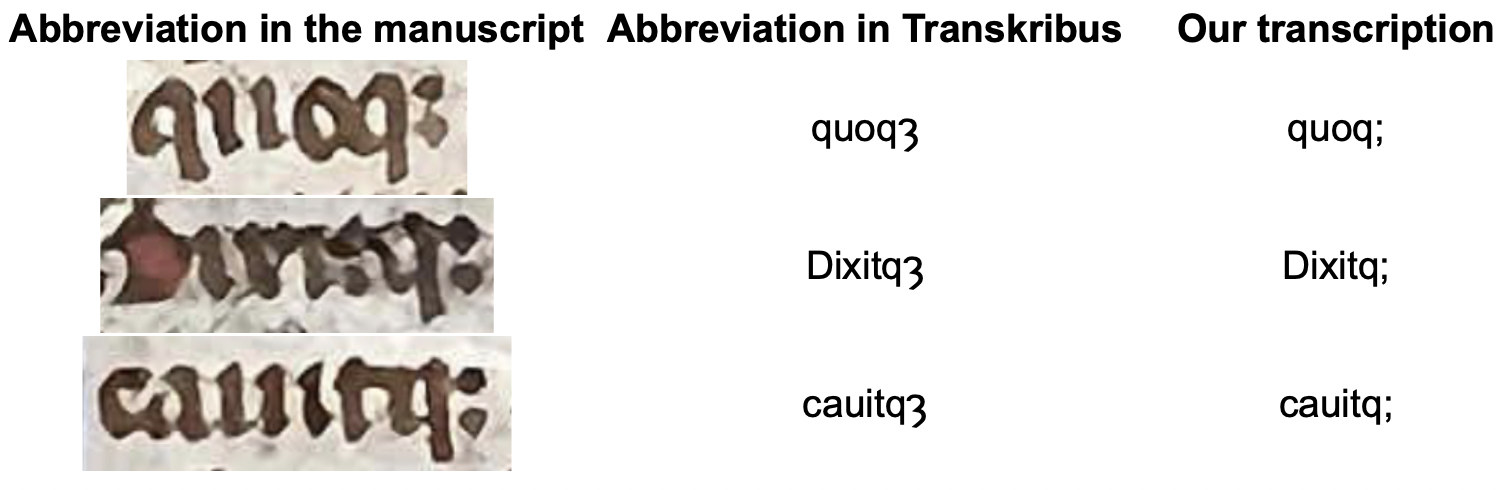 Abbreviation in the manuscript Abbreviation in Transkribus Our transcription
quoq: quoqꝫ quoq;
Dixitq: Dixitqꝫ Dixitq;
cauitq: cauitqꝫ cauitq;